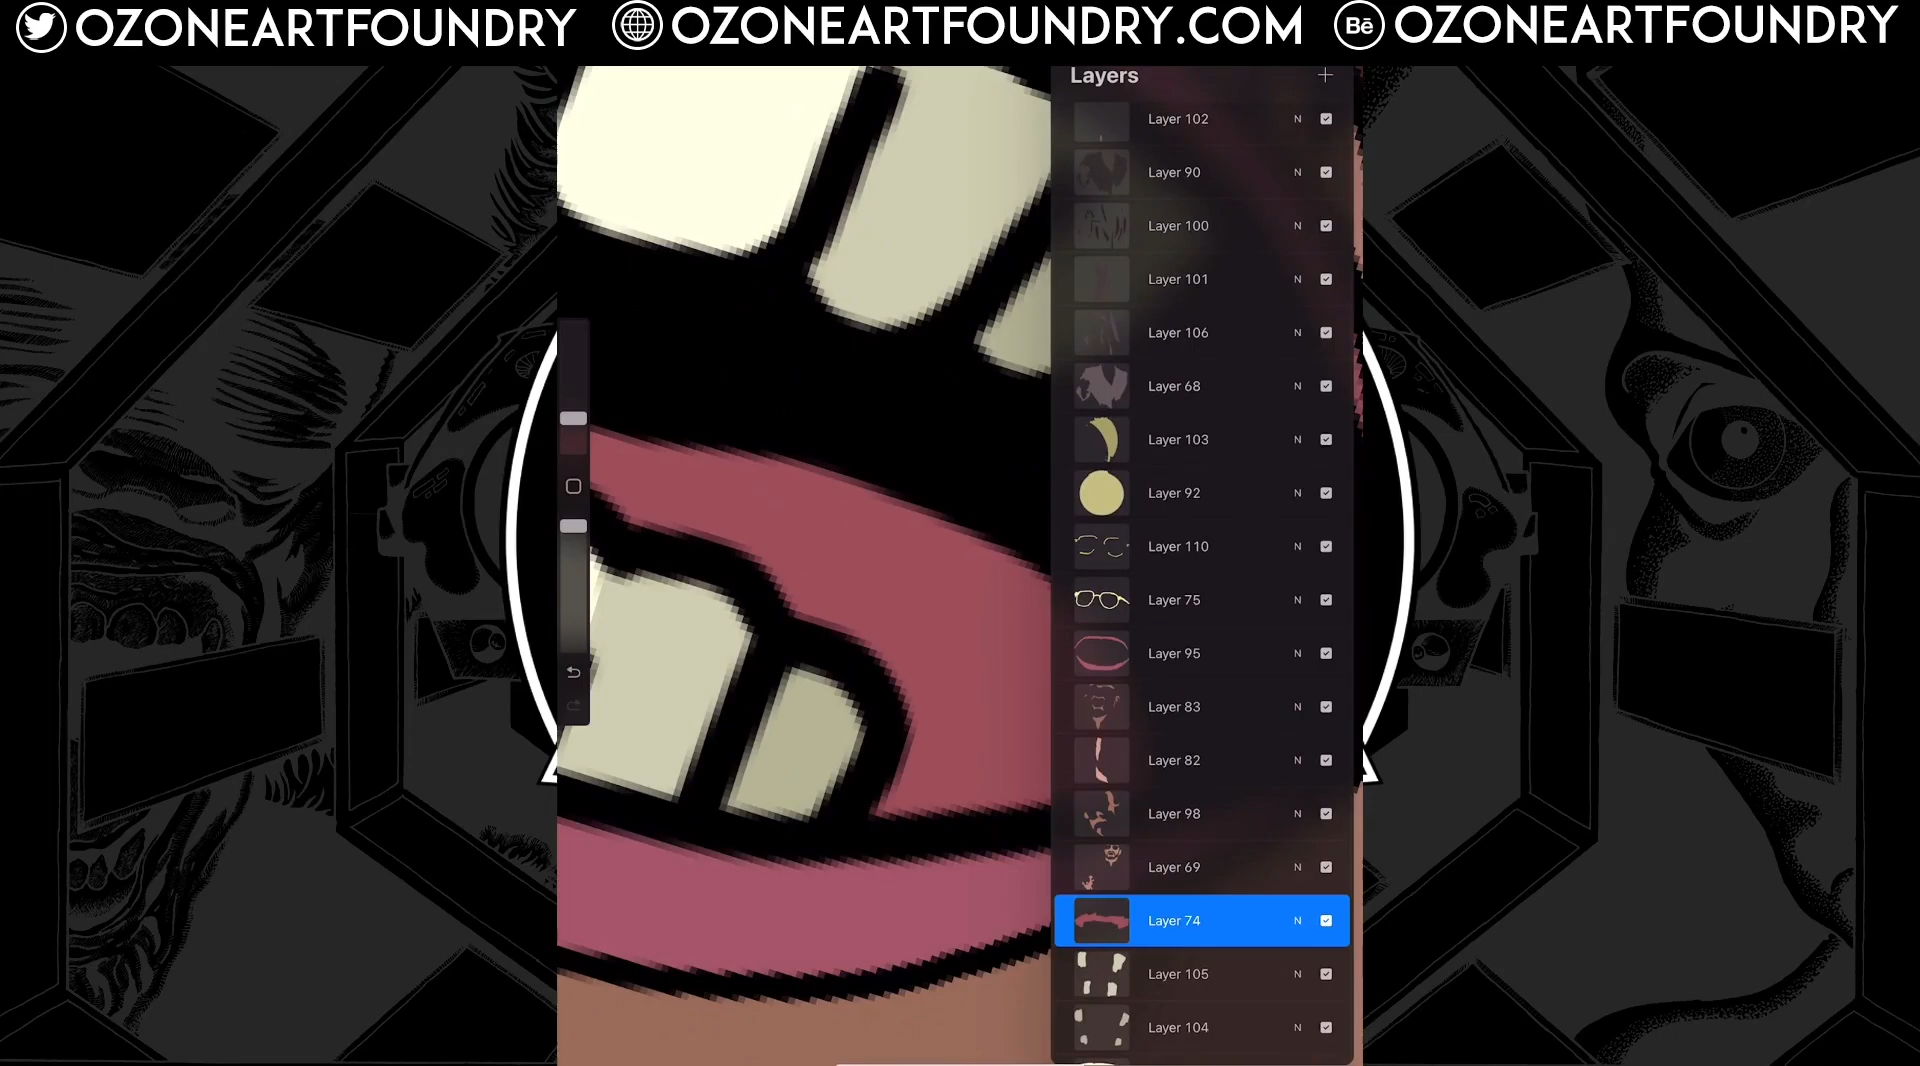 OZONEARTFOUNDRY OZONEARTFOUNDRY.COM Bē OZONEARTFOUNDRY
Layers
Layer 102 N
Layer 90 N
Layer 100 N
Layer 101 N
Layer 106 N
Layer 68 N
Layer 103 N
Layer 92 N
Layer 110 N
Layer 75 N
Layer 95 N
Layer 83 N
Layer 82 N
Layer 98 N
Layer 69 N
Layer 74 N
Layer 105 N
Layer 104 N